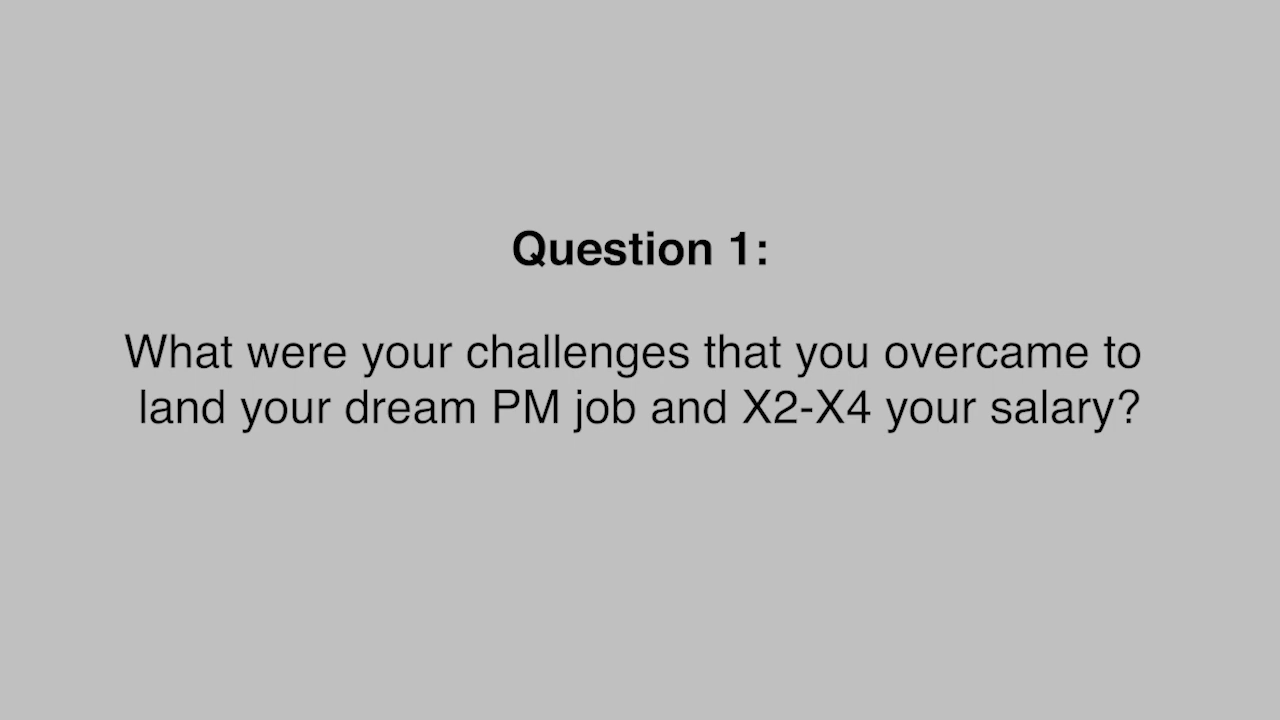 Question 1:
What were your challenges that you overcame to
land your dream PM job and X2-X4 your salary?